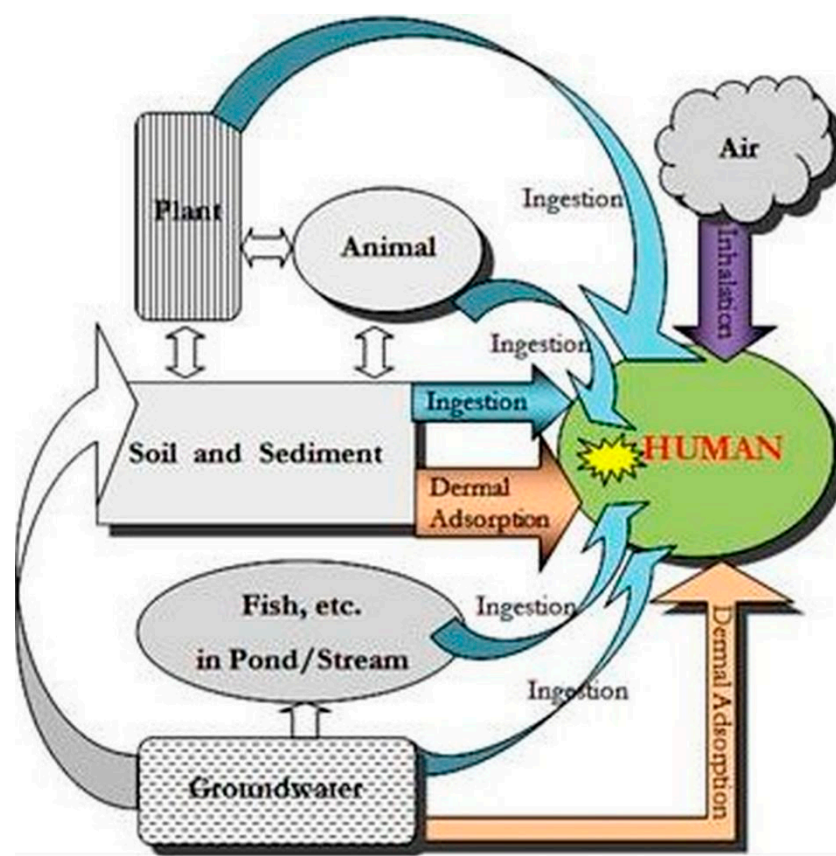 Air
Ingestion
Plant
Animal
Inhalation
Ingestion
Ingestion
Soil and Sediment
HUMAN
Dermal
Adsorption
Fish, etc.
in Pond/Stream
Ingestion
Ingestion
Dermal Adsorption
Groundwater